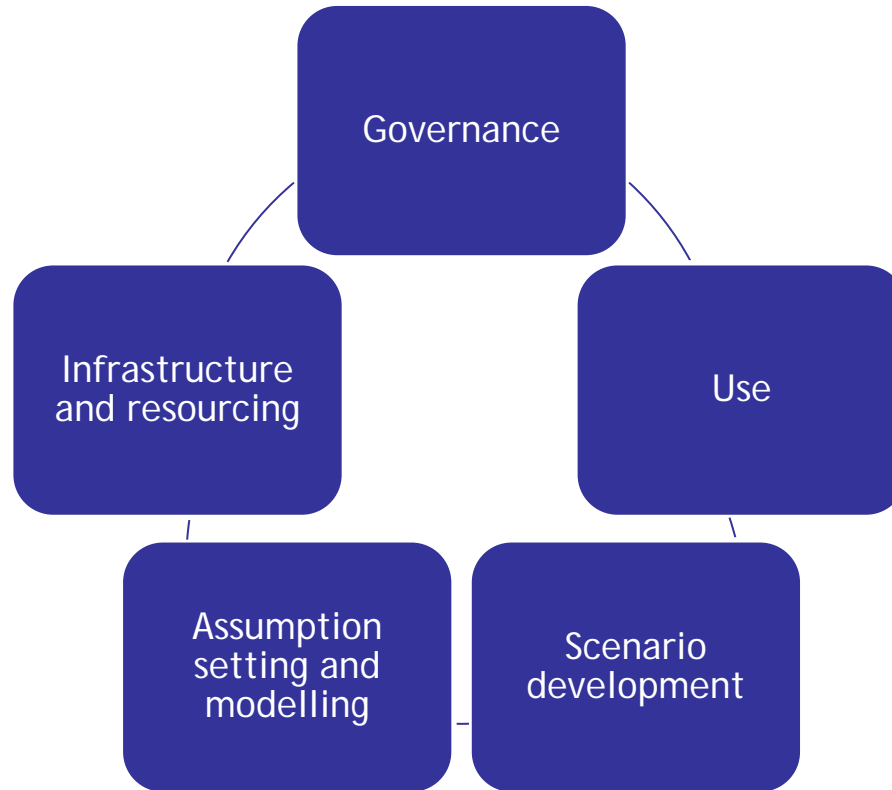 Governance
Infrastructure
and resourcing
Use
Assumption
setting and
modelling
Scenario
development